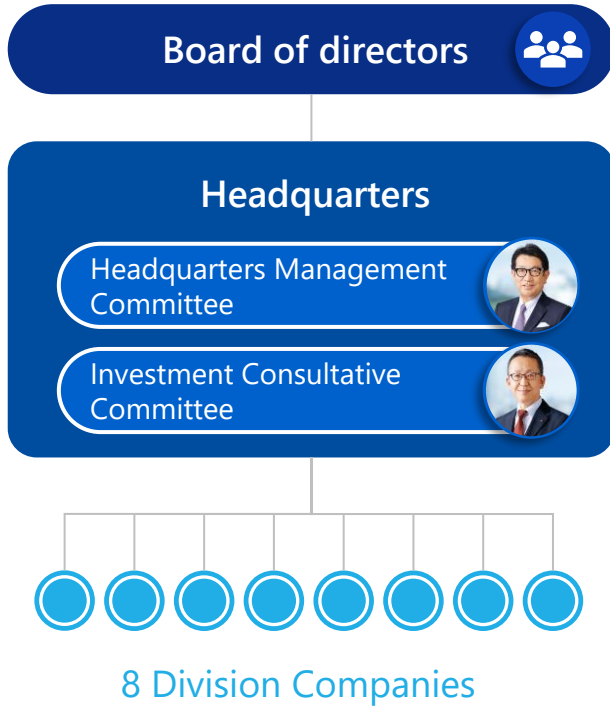 Board of directors
Headquarters
Headquarters Management
Committee
Investment Consultative
Committee
8 Division Companies